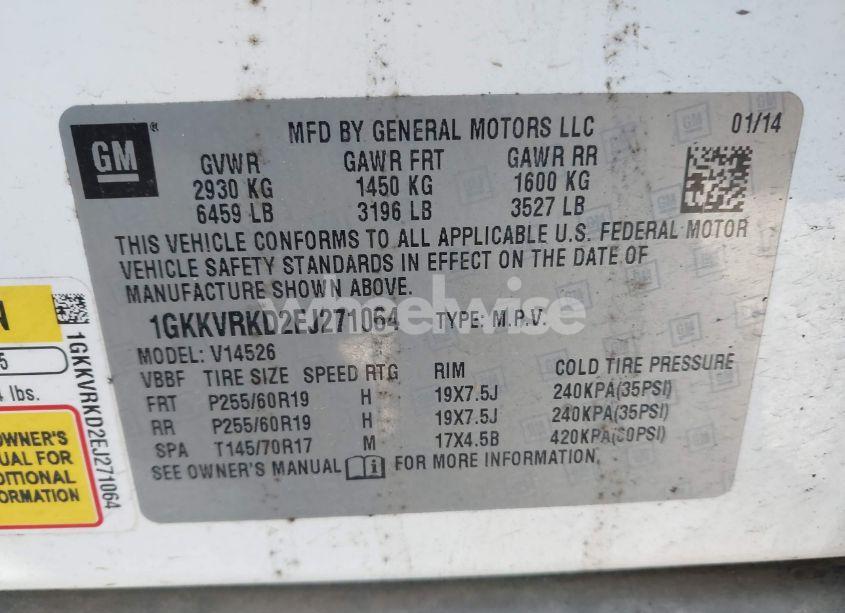 GM
MFD BY GENERAL MOTORS LLC 01/14
GVWR GAWR FRT GAWR RR
2930 KG 1450 KG 1600 KG
6459 LB 3196 LB 3527 LB
THIS VEHICLE CONFORMS TO ALL APPLICABLE U.S. FEDERAL MOTOR
VEHICLE SAFETY STANDARDS IN EFFECT ON THE DATE OF
MANUFACTURE SHOWN ABOVE.
1GKKVRKD2EJ271064 TYPE: M.P.V.
wheelwise
MODEL: V14526
VBBF TIRE SIZE SPEED RTG RIM COLD TIRE PRESSURE
FRT P255/60R19 H 19X7.5J 240KPA(35PSI)
RR P255/60R19 H 19X7.5J 240KPA(35PSI)
SPA T145/70R17 M 17X4.5B 420KPA(60PSI)
SEE OWNER'S MANUAL FOR MORE INFORMATION.
N
5
lbs.
OWNER'S
UAL FOR
DITIONAL
ORMATION
1GKKVRKD2EJ271064